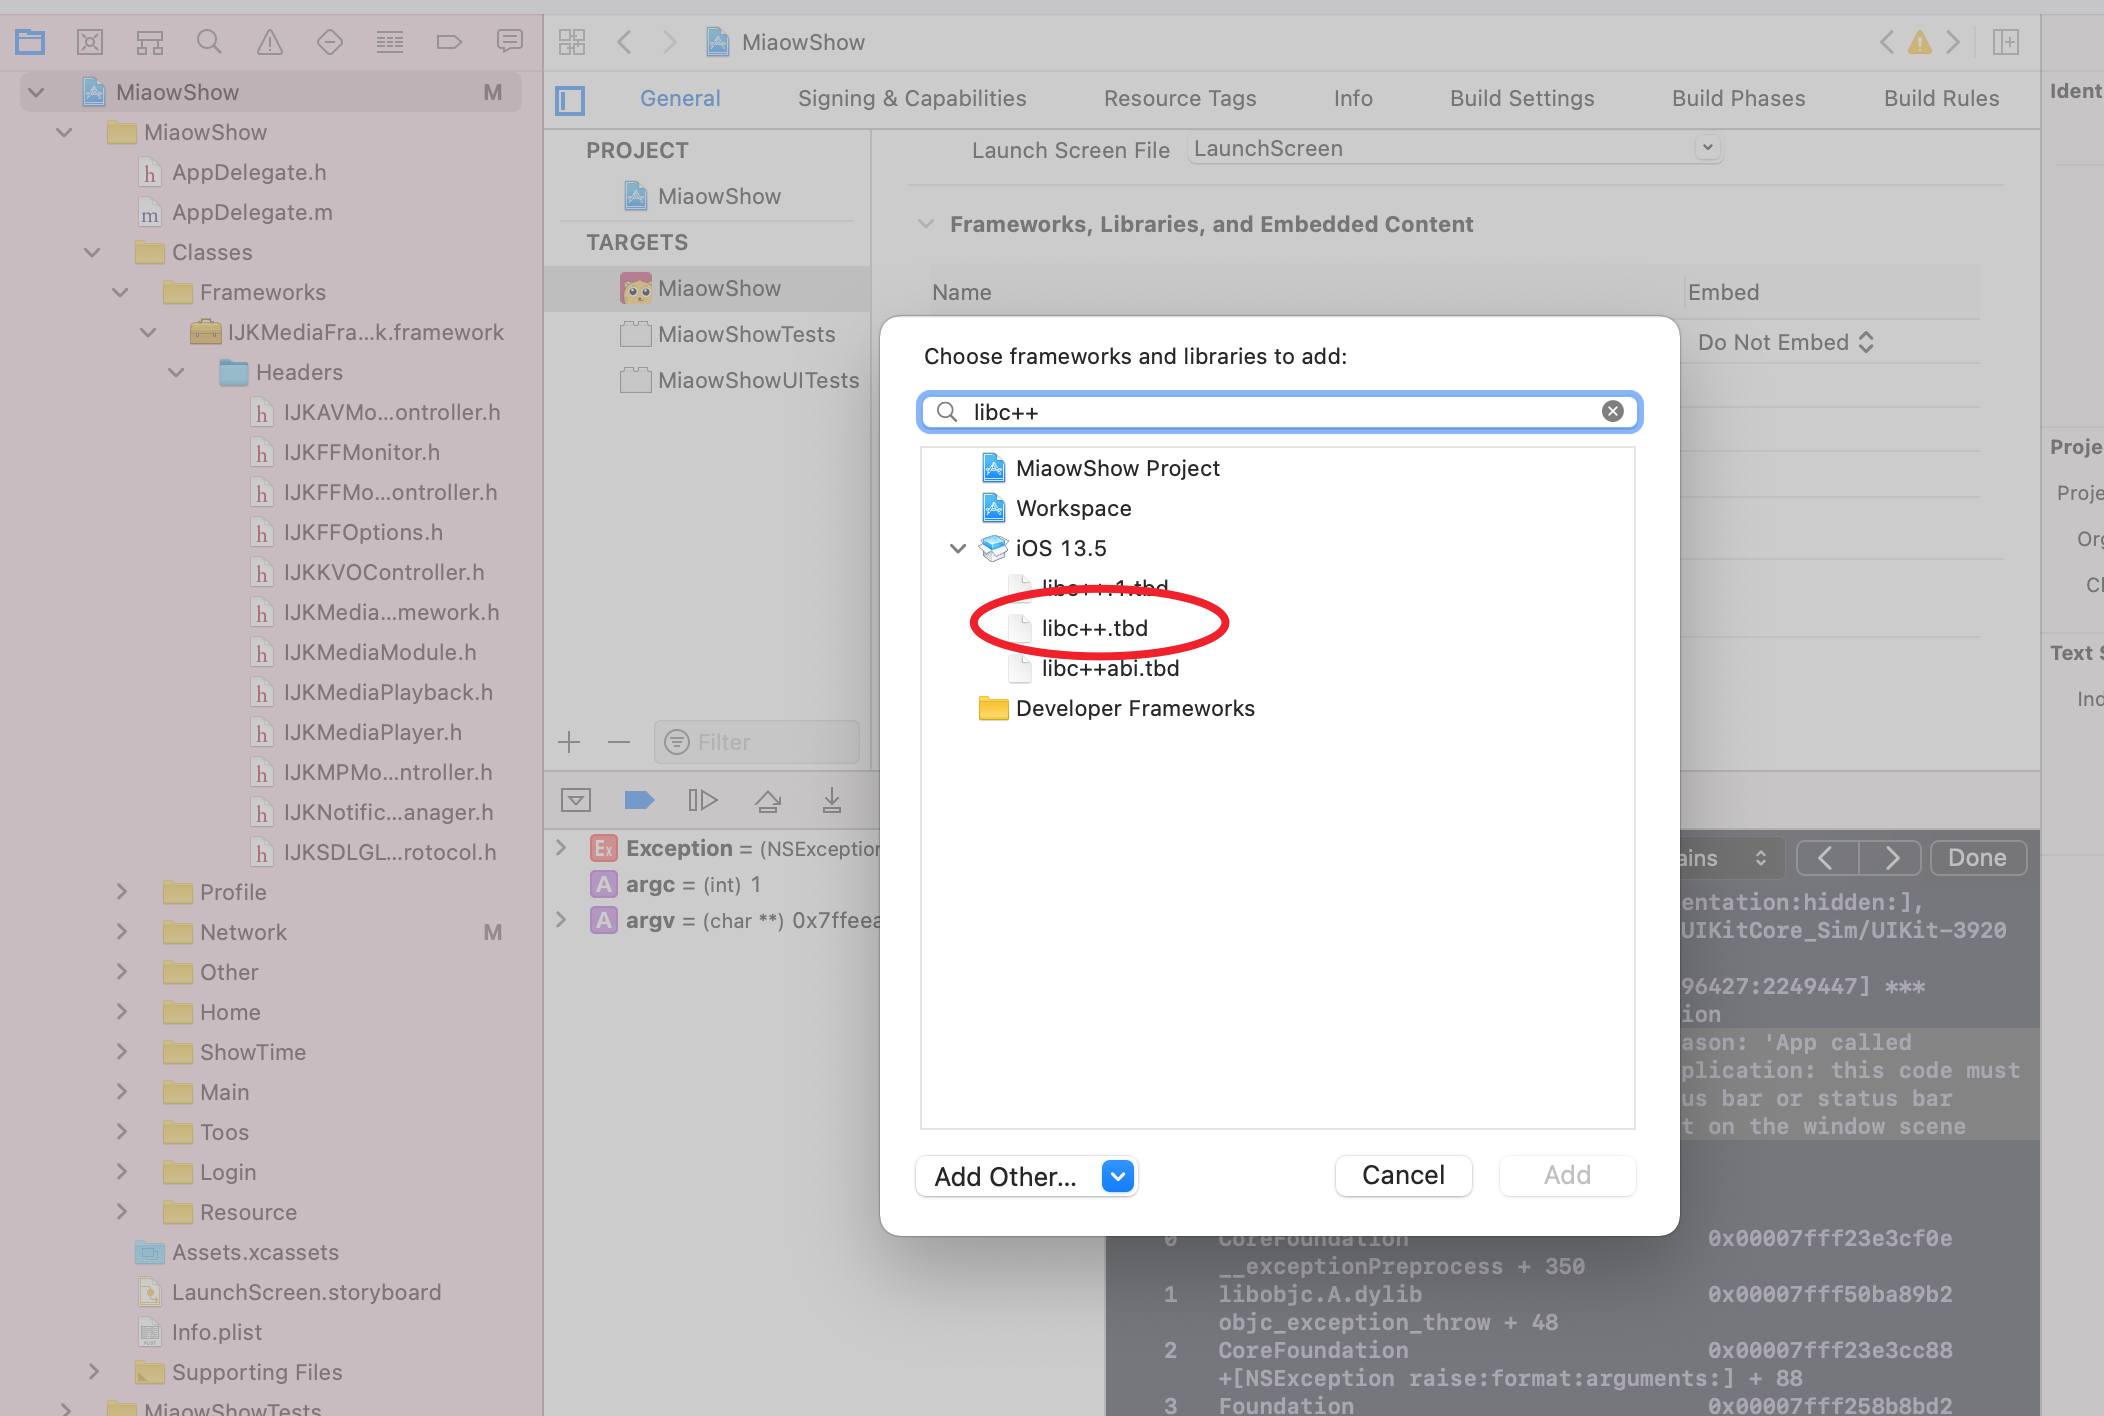 MiaowShow
M
MiaowShow
AppDelegate.h
AppDelegate.m
Classes
Frameworks
IJKMediaFra...k.framework
Headers
IJKAVMo...ontroller.h
IJKFFMonitor.h
IJKFFMo...ontroller.h
IJKFFOptions.h
IJKKVOController.h
IJKMedia...mework.h
IJKMediaModule.h
IJKMediaPlayback.h
IJKMediaPlayer.h
IJKMPMo...ntroller.h
IJKNotific...anager.h
IJKSDLGL...rotocol.h
Profile
Network
M
Other
Home
ShowTime
Main
Toos
Login
Resource
Assets.xcassets
LaunchScreen.storyboard
Info.plist
Supporting Files
MiaowShowTests
MiaowShow
General Signing & Capabilities Resource Tags Info Build Settings Build Phases Build Rules
PROJECT
MiaowShow
TARGETS
MiaowShow
MiaowShowTests
MiaowShowUITests
Filter
Launch Screen File LaunchScreen
Frameworks, Libraries, and Embedded Content
Name Embed
Do Not Embed
Choose frameworks and libraries to add:
libc++
MiaowShow Project
Workspace
iOS 13.5
libc++.1.tbd
libc++.tbd
libc++abi.tbd
Developer Frameworks
Add Other... Cancel Add
Exception = (NSException
argc = (int) 1
argv = (char **) 0x7ffeea
ains Done
entation:hidden:],
UIKitCore_Sim/UIKit-3920
96427:2249447] ***
ion
ason: 'App called
plication: this code must
us bar or status bar
t on the window scene
0 CoreFoundation 0x00007fff23e3cf0e
__exceptionPreprocess + 350
1 libobjc.A.dylib 0x00007fff50ba89b2
objc_exception_throw + 48
2 CoreFoundation 0x00007fff23e3cc88
+[NSException raise:format:arguments:] + 88
3 Foundation 0x00007fff258b8bd2
Ident
Proje
Proje
Org
Cl
Text S
Ind